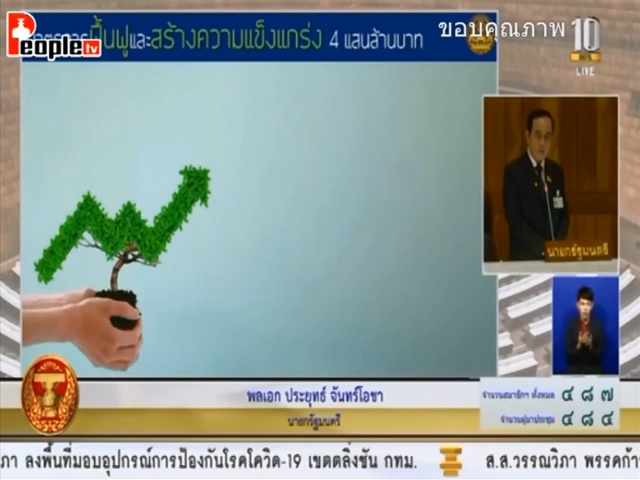 People tv
ฟื้นฟูและสร้างความแข็งแกร่ง 4 แสนล้านบาท
ขอบคุณภาพ
10
LIVE
นายกรัฐมนตรี
พลเอก ประยุทธ์ จันทร์โอชา
นายกรัฐมนตรี
จำนวนสมาชิกฯ ทั้งหมด ๔๘๗
จำนวนผู้มาประชุม ๔๘๔
ภา ลงพื้นที่มอบอุปกรณ์การป้องกันโรคโควิด-19 เขตตลิ่งชัน กทม. ส.ส.วรรณวิภา พรรคก้า